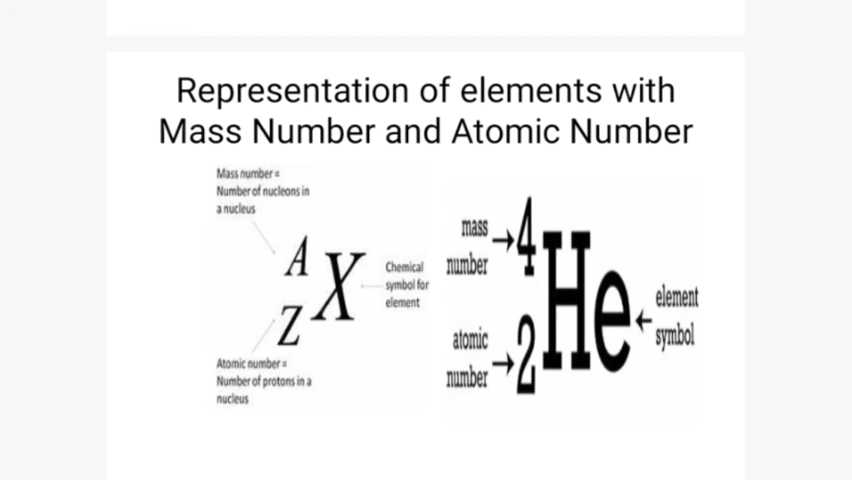 Representation of elements with
Mass Number and Atomic Number
Mass number =
Number of nucleons in
a nucleus
A
X
Z
Chemical
symbol for
element
Atomic number =
Number of protons in a
nucleus
mass
number
4
He
2
atomic
number
element
symbol